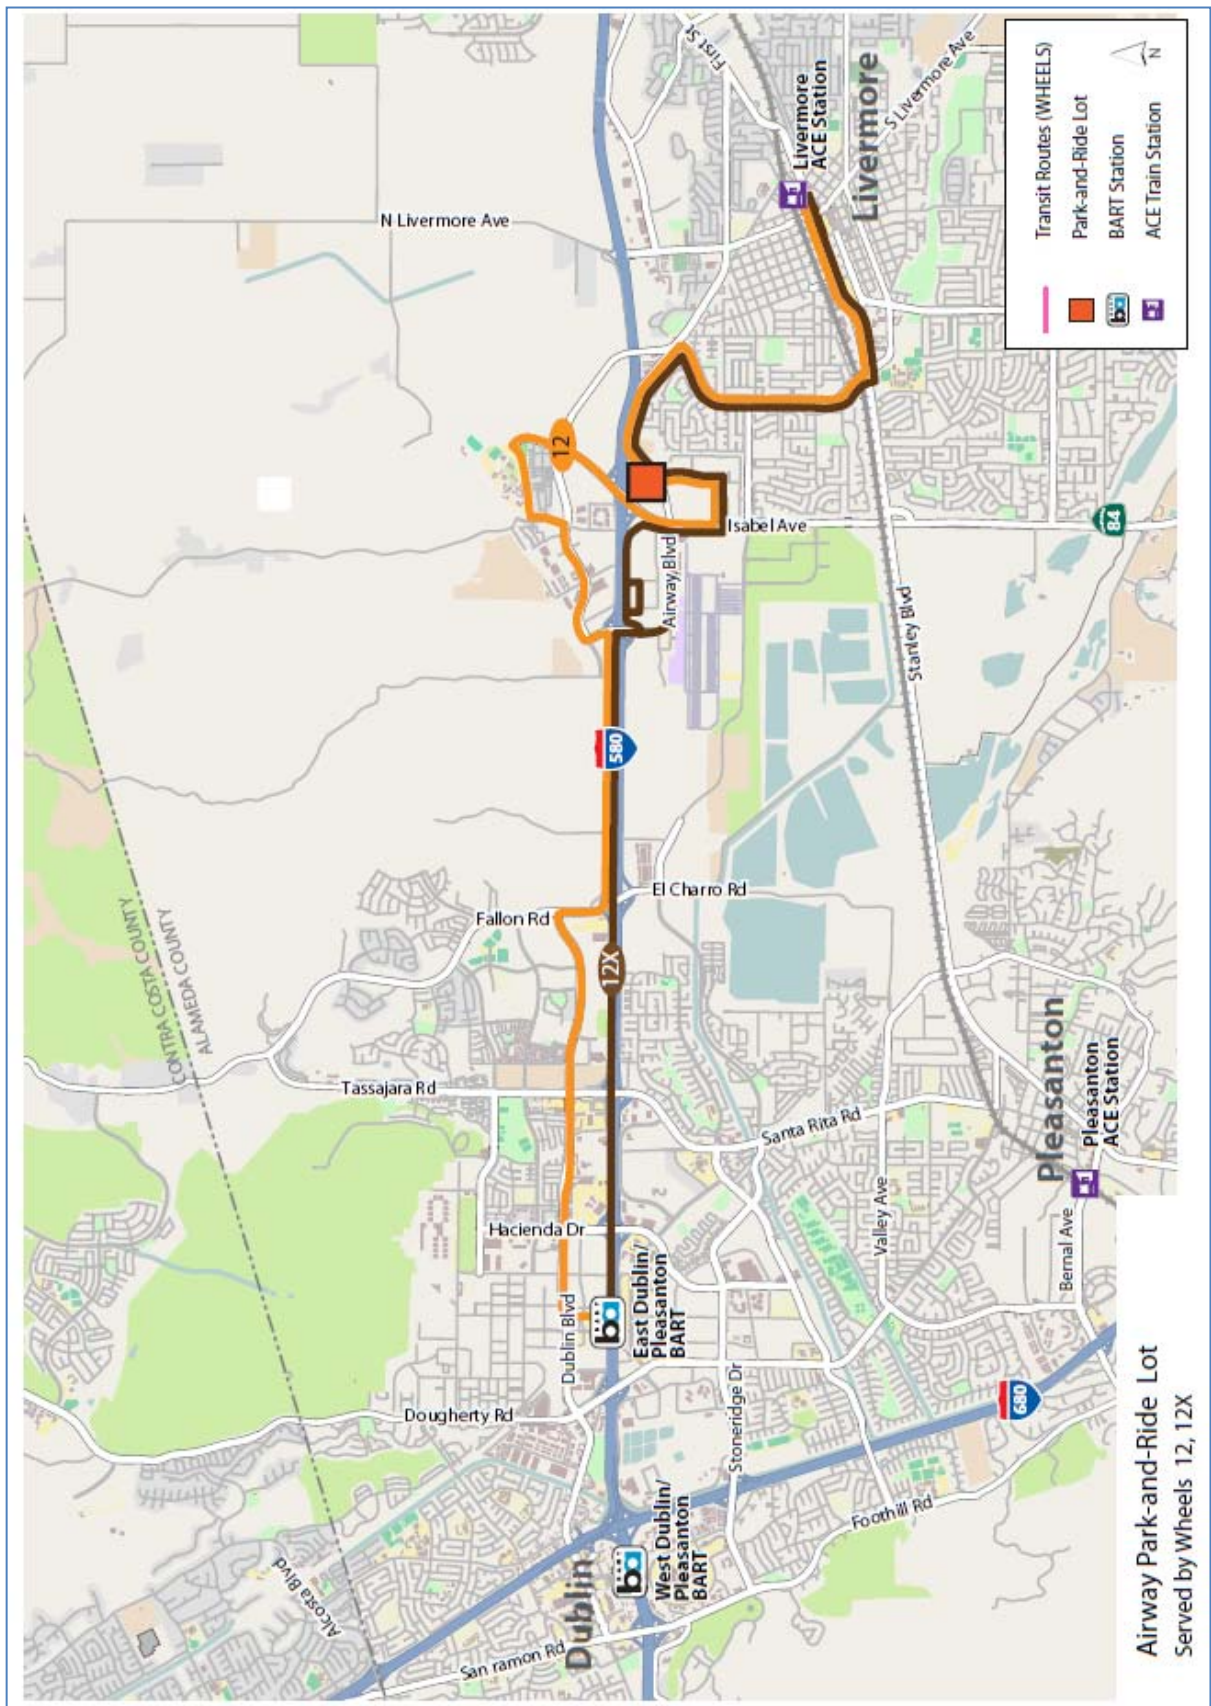 CONTRA COSTA COUNTY
ALAMEDA COUNTY
Alcosta Blvd
San ramon Rd
Dougherty Rd
Tassajara Rd
Fallon Rd
N Livermore Ave
Hacienda Dr
Dublin Blvd
12
12X
580
Dublin
West Dublin/
Pleasanton
BART
East Dublin/
Pleasanton
BART
El Charro Rd
Airway Blvd
Isabel Ave
First St
Livermore
ACE Station
Livermore
S Livermore Ave
Stoneridge Dr
Santa Rita Rd
Foothill Rd
Valley Ave
Stanley Blvd
84
680
Bernal Ave
Pleasanton
Pleasanton
ACE Station
Transit Routes (WHEELS)
Park-and-Ride Lot
BART Station
ACE Train Station
N
Airway Park-and-Ride Lot
Served by Wheels 12, 12X